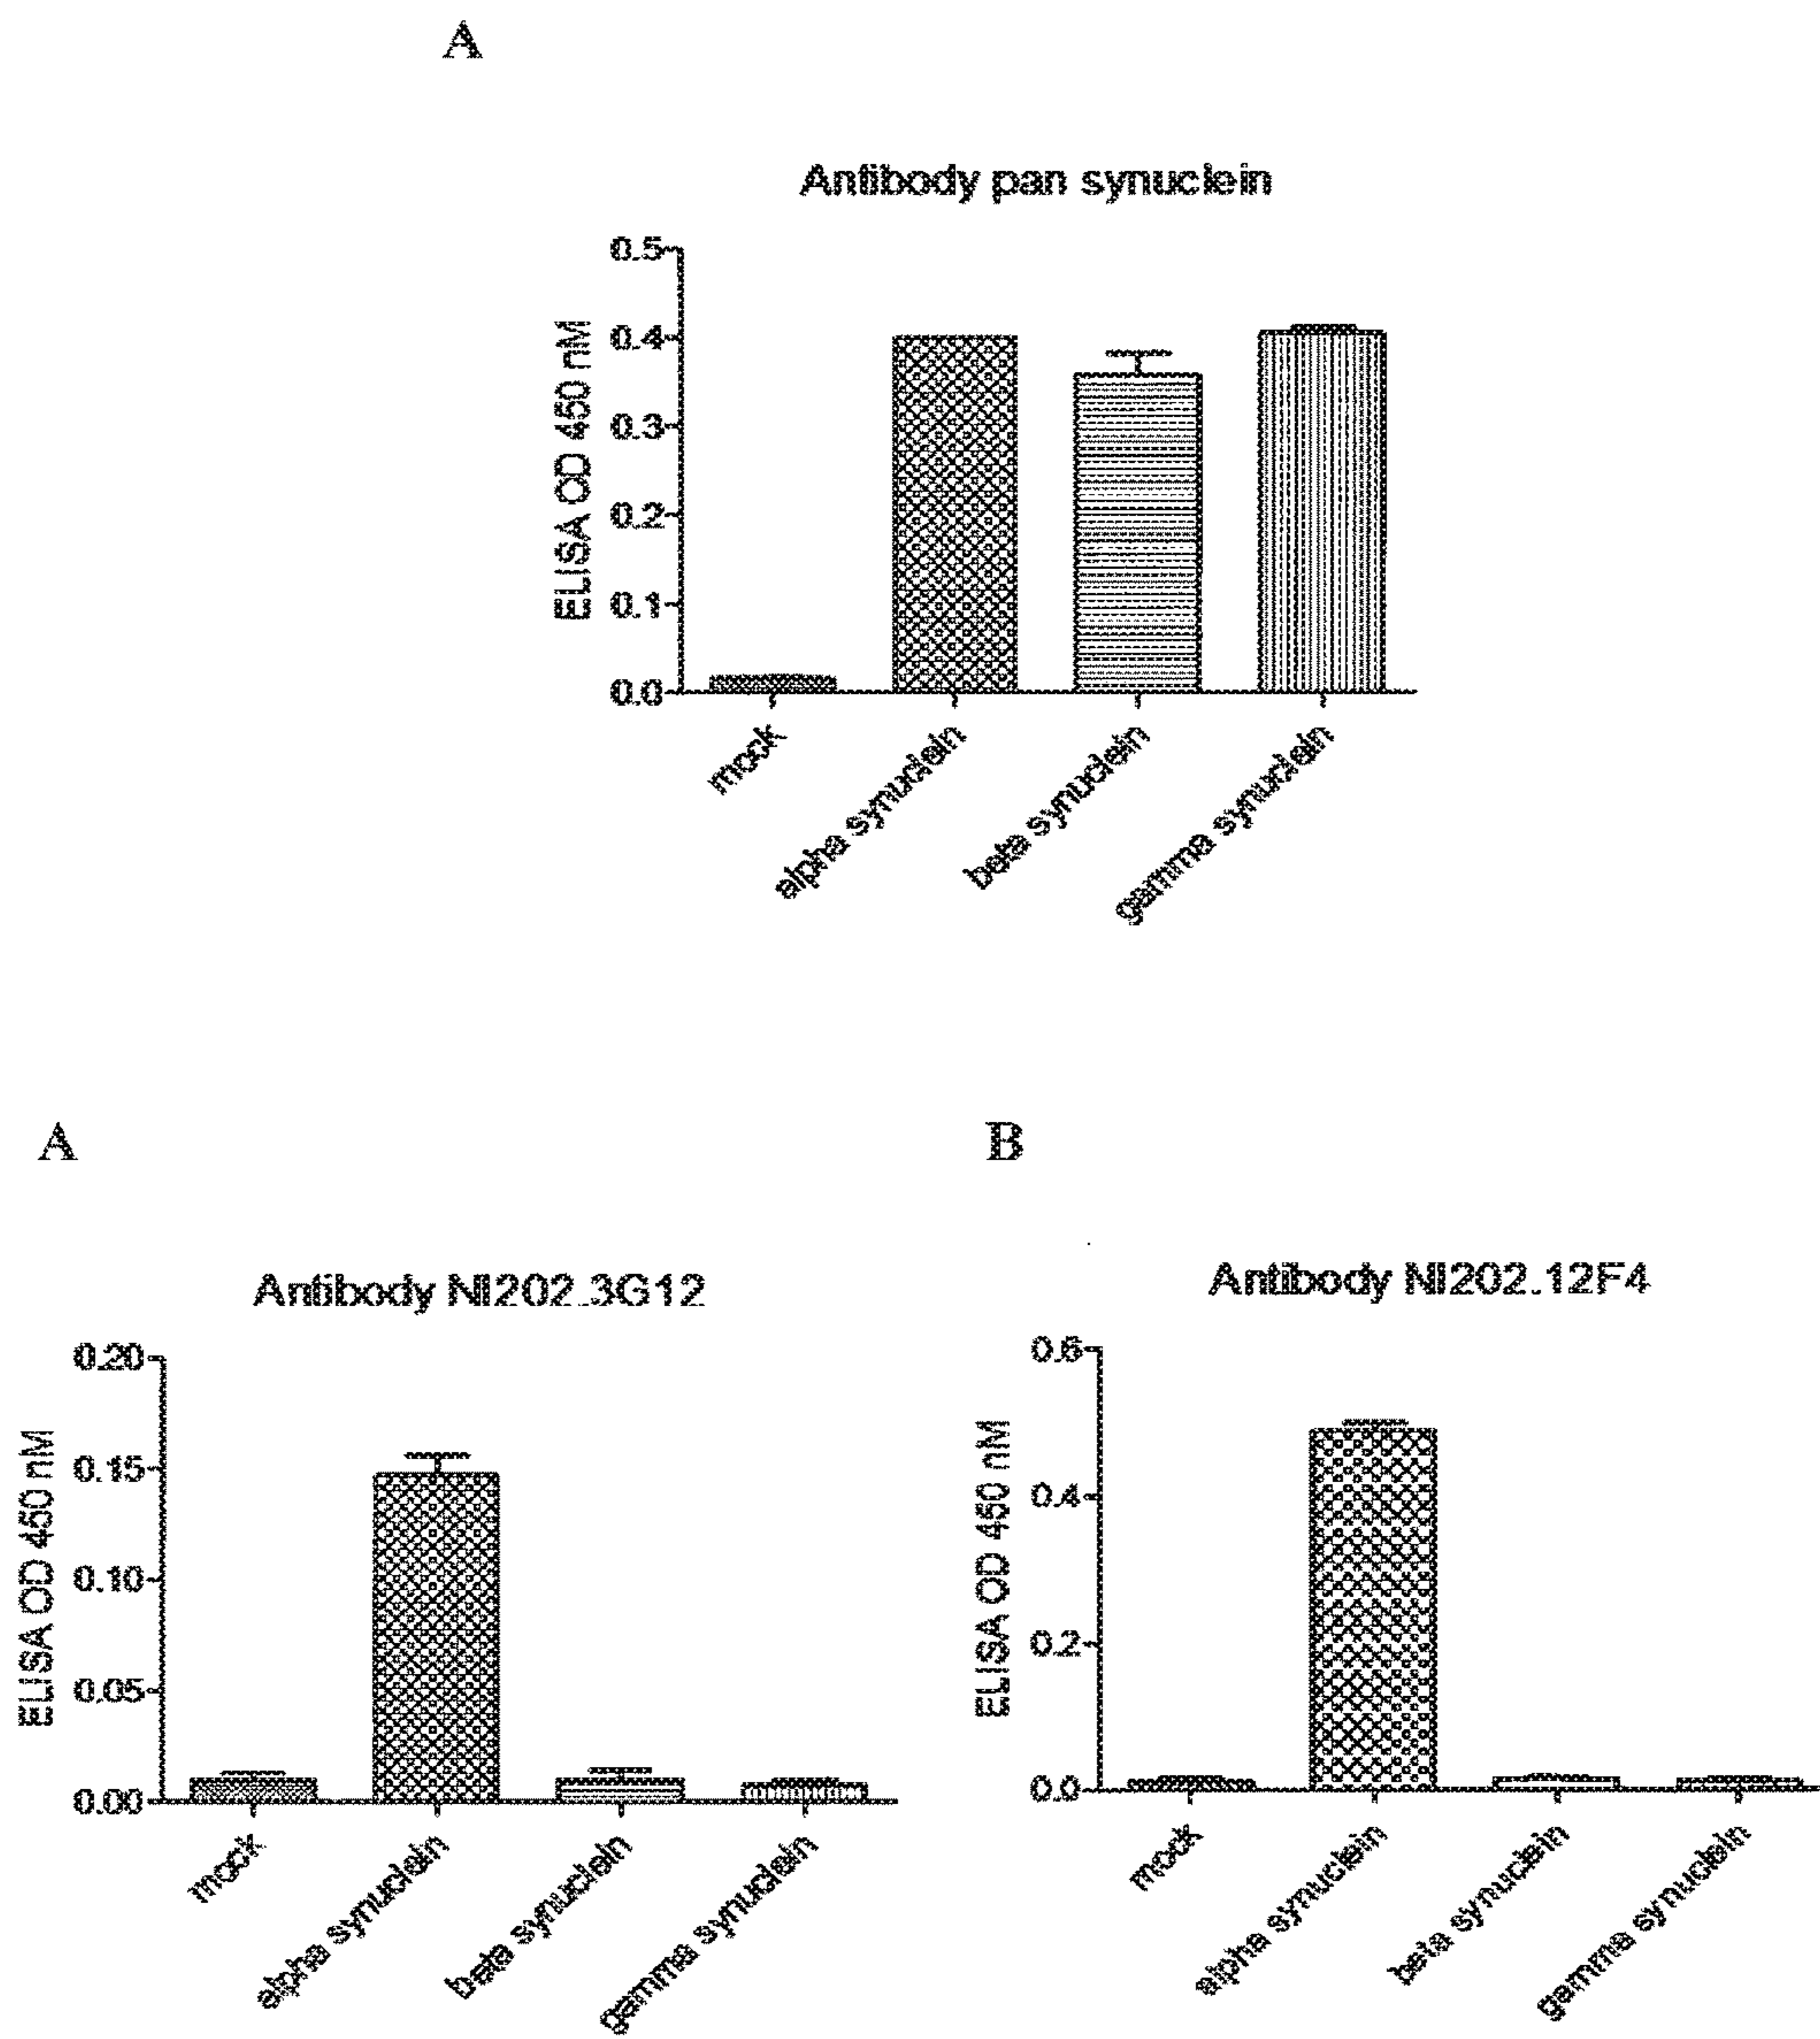 A
Antibody pan synuclein
ELISA OD 450 nM
0.5
0.4
0.3
0.2
0.1
0.0
mock
alpha synuclein
beta synuclein
gamma synuclein
A
Antibody NI202.3G12
ELISA OD 450 nM
0.20
0.15
0.10
0.05
0.00
mock
alpha synuclein
beta synuclein
gamma synuclein
B
Antibody NI202.12F4
ELISA OD 450 nM
0.6
0.4
0.2
0.0
mock
alpha synuclein
beta synuclein
gamma synuclein